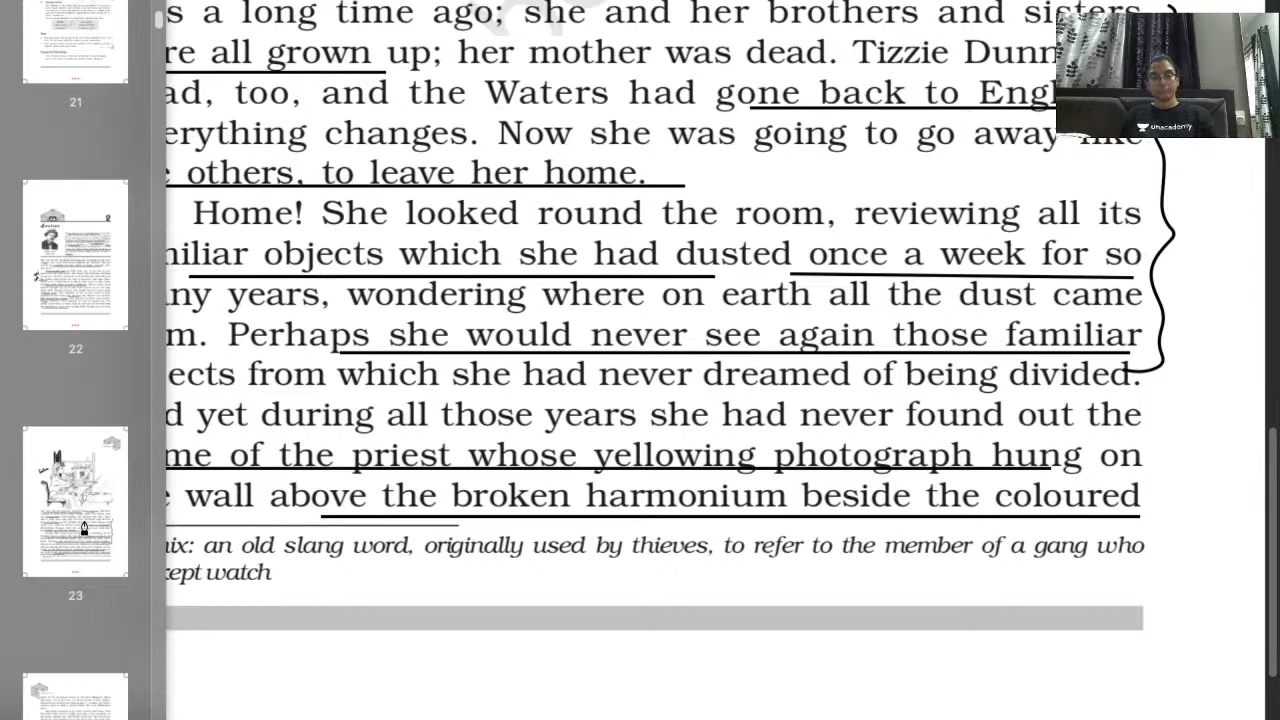 s a long time ago; she and her brothers and sisters
re all grown up; her mother was dead. Tizzie Dunn
ad, too, and the Waters had gone back to Engl
erything changes. Now she was going to go away like
e others, to leave her home.
Home! She looked round the room, reviewing all its
niliar objects which she had dusted once a week for so
ny years, wondering where on earth all the dust came
m. Perhaps she would never see again those familiar
ects from which she had never dreamed of being divided.
d yet during all those years she had never found out the
me of the priest whose yellowing photograph hung on
e wall above the broken harmonium beside the coloured
nix: an old slang word, originally used by thieves, to refer to the member of a gang who
kept watch
21
22
23
unacademy